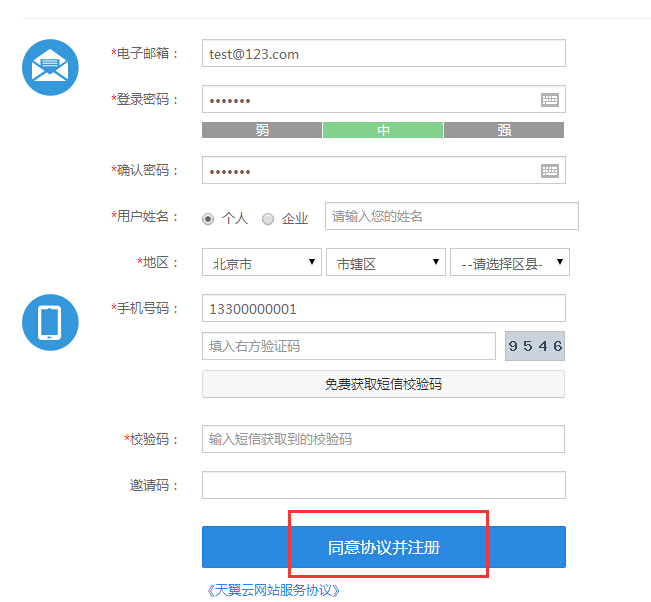 *电子邮箱： test@123.com
*登录密码： •••••••
弱 中 强
*确认密码： •••••••
*用户姓名： 个人 企业 请输入您的姓名
*地区： 北京市 市辖区 --请选择区县-
*手机号码： 13300000001
填入右方验证码 9546
免费获取短信校验码
*校验码： 输入短信获取到的校验码
邀请码：
同意协议并注册
《天翼云网站服务协议》